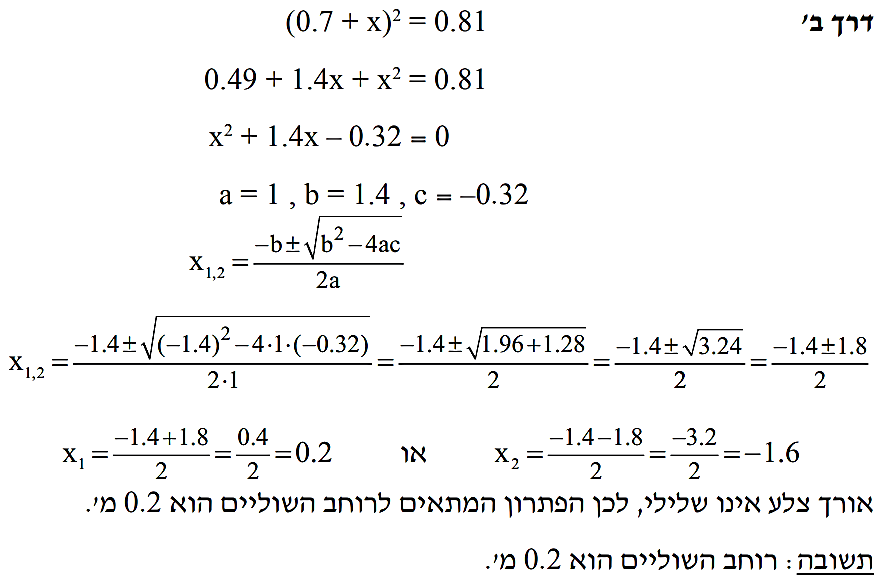 דרך ב׳
(0.7 + x)² = 0.81
0.49 + 1.4x + x² = 0.81
x² + 1.4x – 0.32 = 0
a = 1 , b = 1.4 , c = –0.32
x₁,₂ = (–b ± √(b² – 4ac)) / 2a
x₁,₂ = (–1.4 ± √((–1.4)² – 4·1·(–0.32))) / 2·1 = (–1.4 ± √(1.96 + 1.28)) / 2 = (–1.4 ± √3.24) / 2 = (–1.4 ± 1.8) / 2
x₁ = (–1.4 + 1.8) / 2 = 0.4 / 2 = 0.2 או x₂ = (–1.4 – 1.8) / 2 = –3.2 / 2 = –1.6
אורך צלע אינו שלילי, לכן הפתרון המתאים לרוחב השוליים הוא 0.2 מ׳.
תשובה: רוחב השוליים הוא 0.2 מ׳.